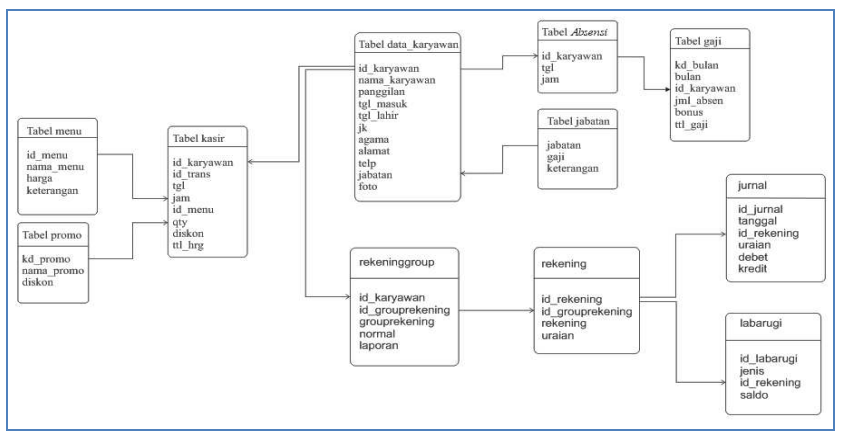 Tabel menu
id_menu
nama_menu
harga
keterangan
Tabel promo
kd_promo
nama_promo
diskon
Tabel kasir
id_karyawan
id_trans
tgl
jam
id_menu
qty
diskon
ttl_hrg
Tabel data_karyawan
id_karyawan
nama_karyawan
panggilan
tgl_masuk
tgl_lahir
jk
agama
alamat
telp
jabatan
foto
Tabel Absensi
id_karyawan
tgl
jam
Tabel gaji
kd_bulan
bulan
id_karyawan
jml_absen
bonus
ttl_gaji
Tabel jabatan
jabatan
gaji
keterangan
rekeninggroup
id_karyawan
id_grouprekening
grouprekening
normal
laporan
rekening
id_rekening
id_grouprekening
rekening
uraian
jurnal
id_jurnal
tanggal
id_rekening
uraian
debet
kredit
labarugi
id_labarugi
jenis
id_rekening
saldo